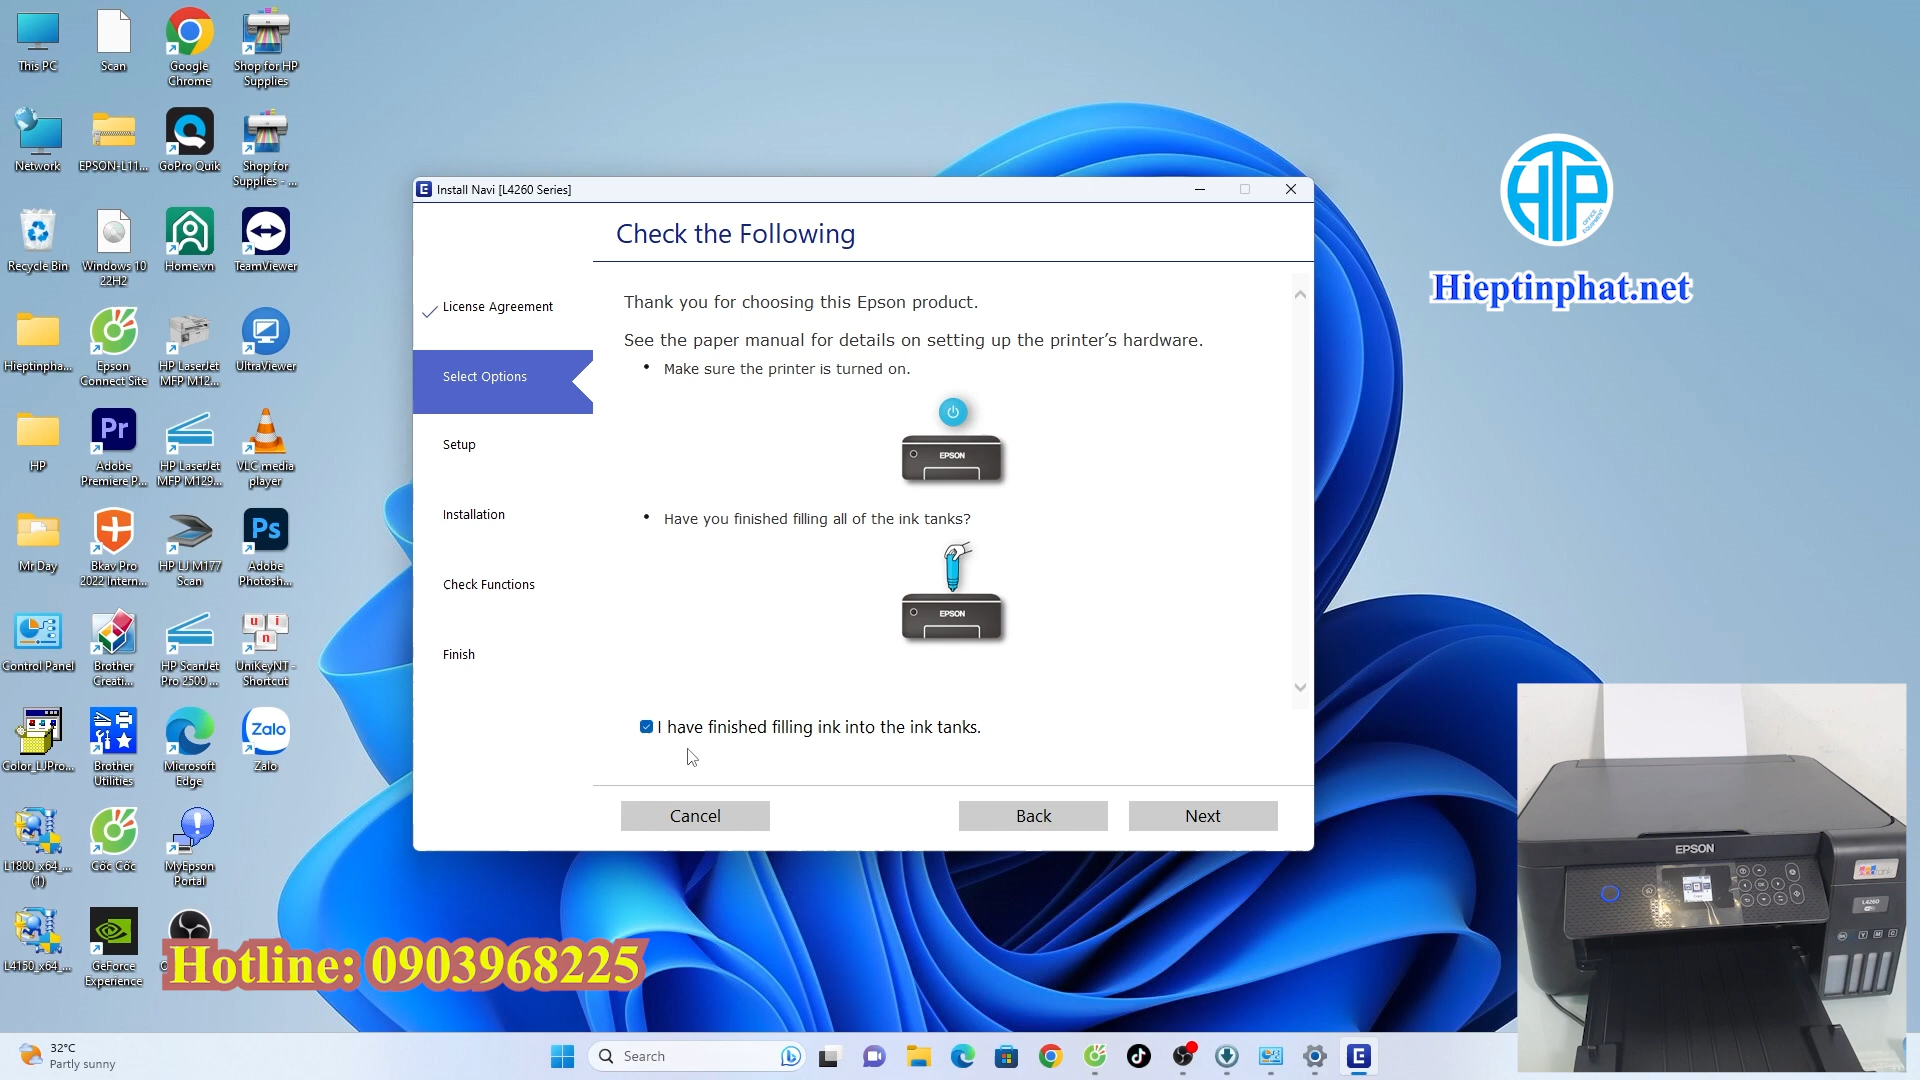 This PC
Scan
Google
Chrome
Shop for HP
Supplies
Network
EPSON-L11...
GoPro Quik
Shop for
Supplies - ...
Recycle Bin
Windows 10
22H2
Home.vn
TeamViewer
Hieptinpha...
Epson
Connect Site
HP LaserJet
MFP M12...
UltraViewer
HP
Pr
Adobe
Premiere P...
HP LaserJet
MFP M129...
VLC media
player
Mr Day
Bkav Pro
2022 Intern...
HP LJ M177
Scan
Ps
Adobe
Photosh...
Control Panel
Brother
Creati...
HP ScanJet
Pro 2500 ...
u i
n
UniKeyNT -
Shortcut
Color_LJPro...
Brother
Utilities
Microsoft
Edge
Zalo
Zalo
L1800_x64_...
(1)
Cốc Cốc
MyEpson
Portal
L4150_x64_...
GeForce
Experience
Hotline: 0903968225
E Install Navi [L4260 Series]
Check the Following
License Agreement
Select Options
Setup
Installation
Check Functions
Finish
Thank you for choosing this Epson product.
See the paper manual for details on setting up the printer’s hardware.
• Make sure the printer is turned on.
EPSON
• Have you finished filling all of the ink tanks?
EPSON
I have finished filling ink into the ink tanks.
Cancel
Back
Next
HTP
OFFICE
EQUIPMENT
Hieptinphat.net
EPSON
L4260
32°C
Partly sunny
Search
E